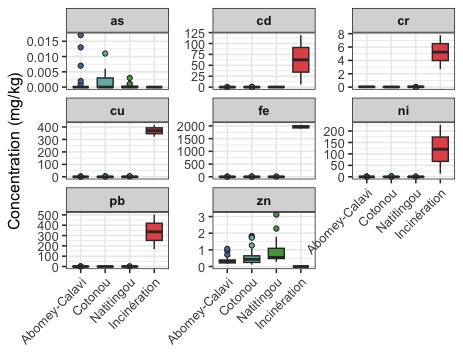 as
cd
cr
0.015
0.010
0.005
0.000
125
100
75
50
25
0
8
6
4
2
0
cu
fe
ni
400
300
200
100
0
2000
1500
1000
500
0
200
150
100
50
0
pb
zn
500
400
300
200
100
0
3
2
1
0
Abomey-Calavi
Cotonou
Natitingou
Incinération
Abomey-Calavi
Cotonou
Natitingou
Incinération
Abomey-Calavi
Cotonou
Natitingou
Incinération
Concentration (mg/kg)